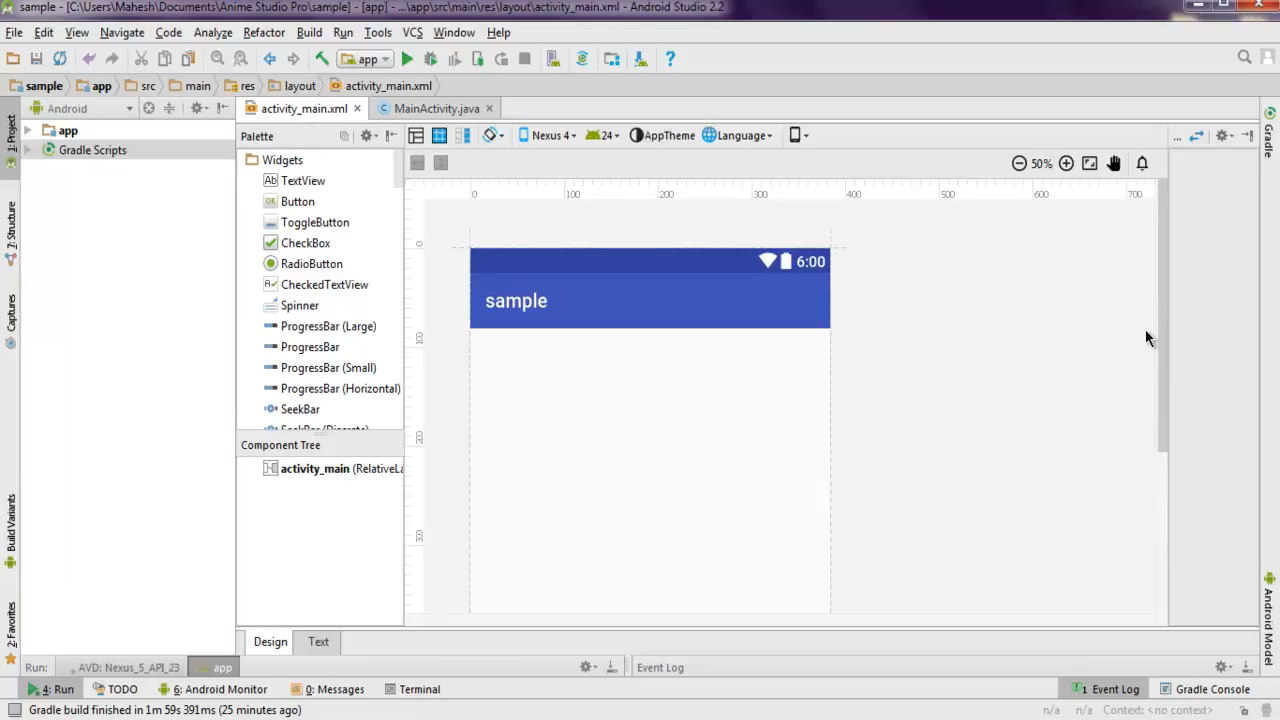 sample - [C:\Users\Mahesh\Documents\Anime Studio Pro\sample] - [app] - ...\app\src\main\res\layout\activity_main.xml - Android Studio 2.2
File Edit View Navigate Code Analyze Refactor Build Run Tools VCS Window Help
app
sample app src main res layout activity_main.xml
Android activity_main.xml MainActivity.java
1: Project
7: Structure
Captures
Build Variants
2: Favorites
app
Gradle Scripts
Palette
Widgets
TextView
Button
ToggleButton
CheckBox
RadioButton
CheckedTextView
Spinner
ProgressBar (Large)
ProgressBar
ProgressBar (Small)
ProgressBar (Horizontal)
SeekBar
SeekBar (Discrete)
Component Tree
activity_main (RelativeLa
Nexus 4 24 AppTheme Language
50%
0 100 200 300 400 500 600 700
0
100
200
300
6:00
sample
...
Gradle
Android Model
Design Text
Run: AVD: Nexus_5_API_23 app Event Log
4: Run TODO 6: Android Monitor 0: Messages Terminal 1 Event Log Gradle Console
Gradle build finished in 1m 59s 391ms (25 minutes ago) n/a n/a Context: <no context>